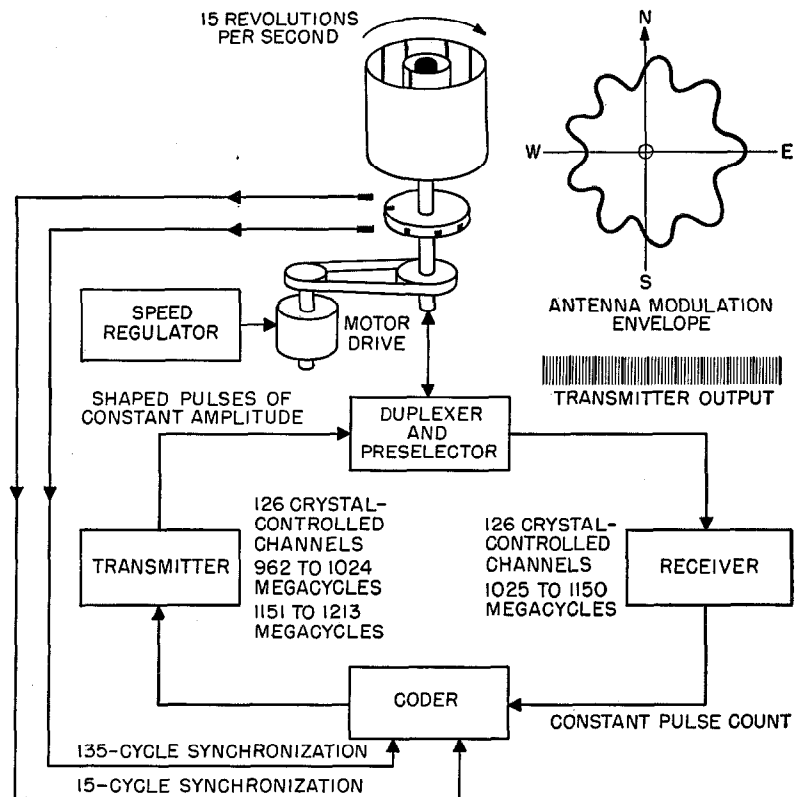 15 REVOLUTIONS
PER SECOND
N
W
E
S
ANTENNA MODULATION
ENVELOPE
SPEED
REGULATOR
MOTOR
DRIVE
TRANSMITTER OUTPUT
SHAPED PULSES OF
CONSTANT AMPLITUDE
DUPLEXER
AND
PRESELECTOR
TRANSMITTER
126 CRYSTAL-
CONTROLLED
CHANNELS
962 TO 1024
MEGACYCLES
1151 TO 1213
MEGACYCLES
126 CRYSTAL-
CONTROLLED
CHANNELS
1025 TO 1150
MEGACYCLES
RECEIVER
CODER
CONSTANT PULSE COUNT
135-CYCLE SYNCHRONIZATION
15-CYCLE SYNCHRONIZATION